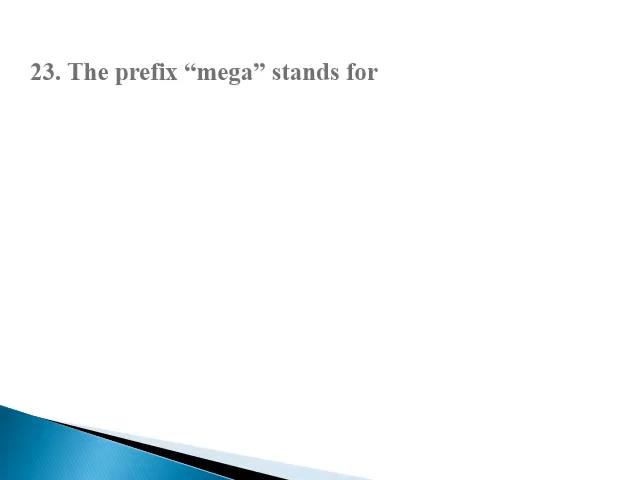 23. The prefix “mega” stands for